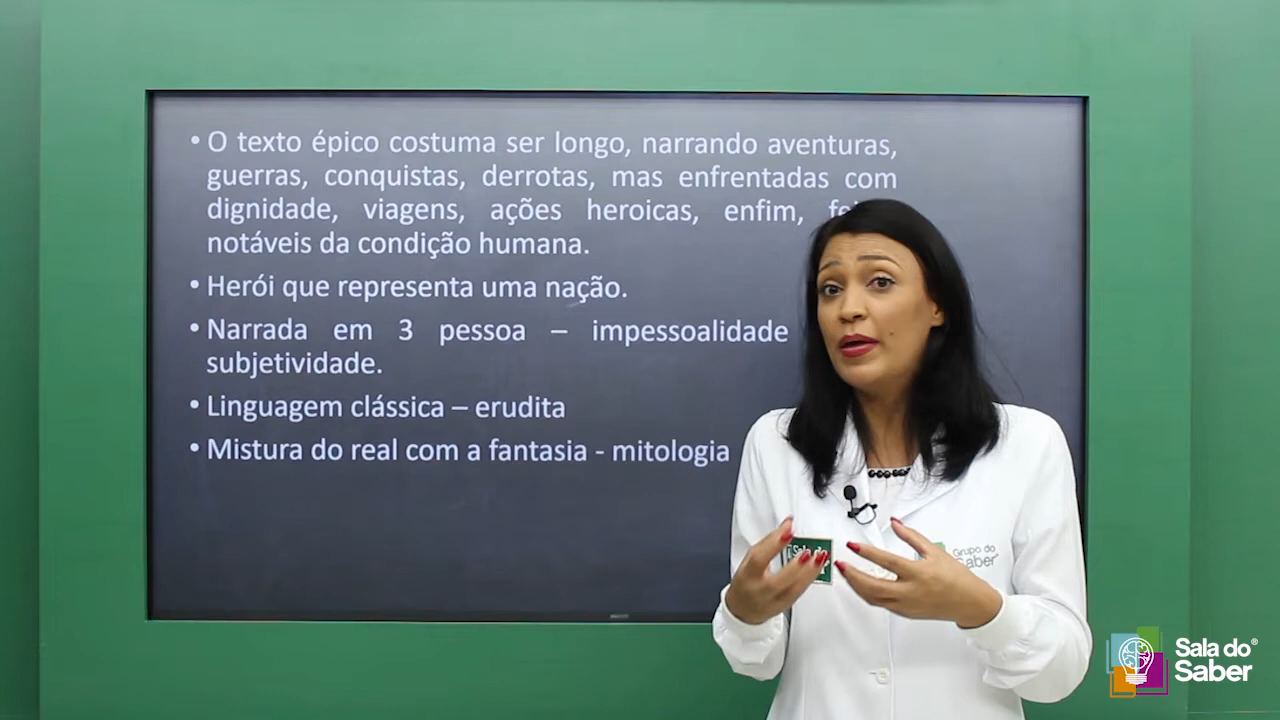 • O texto épico costuma ser longo, narrando aventuras,
guerras, conquistas, derrotas, mas enfrentadas com
dignidade, viagens, ações heroicas, enfim,
notáveis da condição humana.
• Herói que representa uma nação.
• Narrada em 3 pessoa – impessoalidade
subjetividade.
• Linguagem clássica – erudita
• Mistura do real com a fantasia - mitologia
Sala do
Grupo do
Saber
Sala do®
Saber